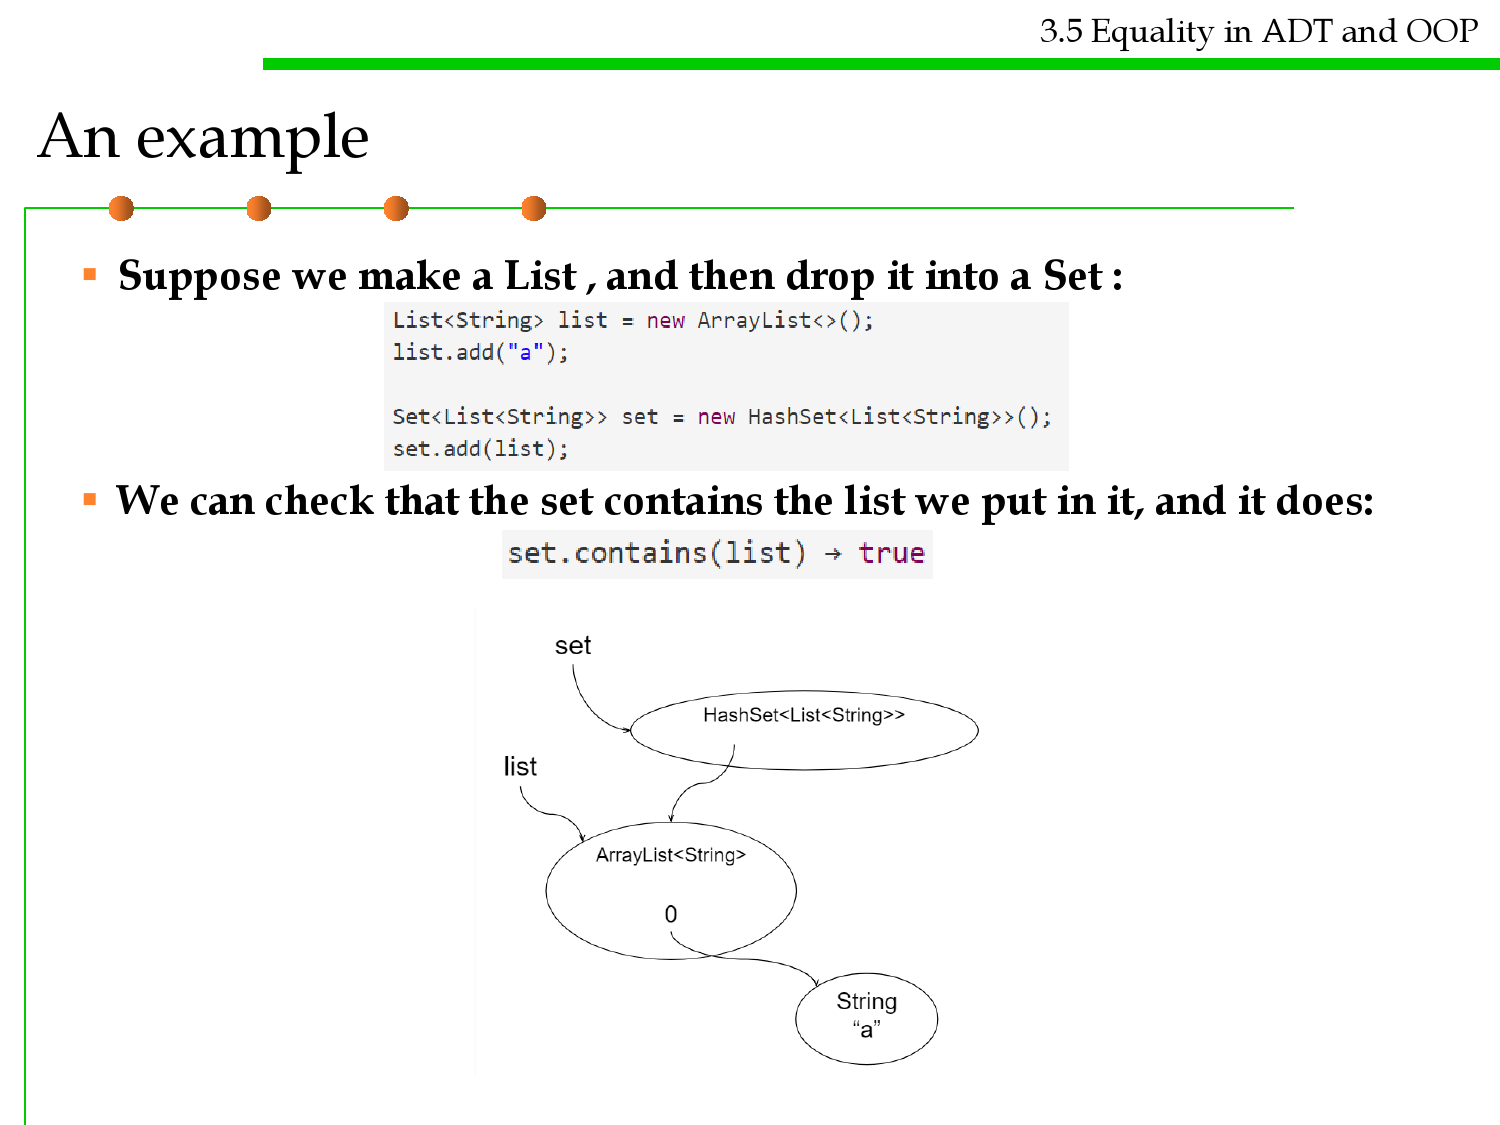 3.5 Equality in ADT and OOP
An example
Suppose we make a List , and then drop it into a Set :
List<String> list = new ArrayList<>();
list.add("a");
Set<List<String>> set = new HashSet<List<String>>();
set.add(list);
We can check that the set contains the list we put in it, and it does:
set.contains(list) → true
set
HashSet<List<String>>
list
ArrayList<String>
0
String
“a”